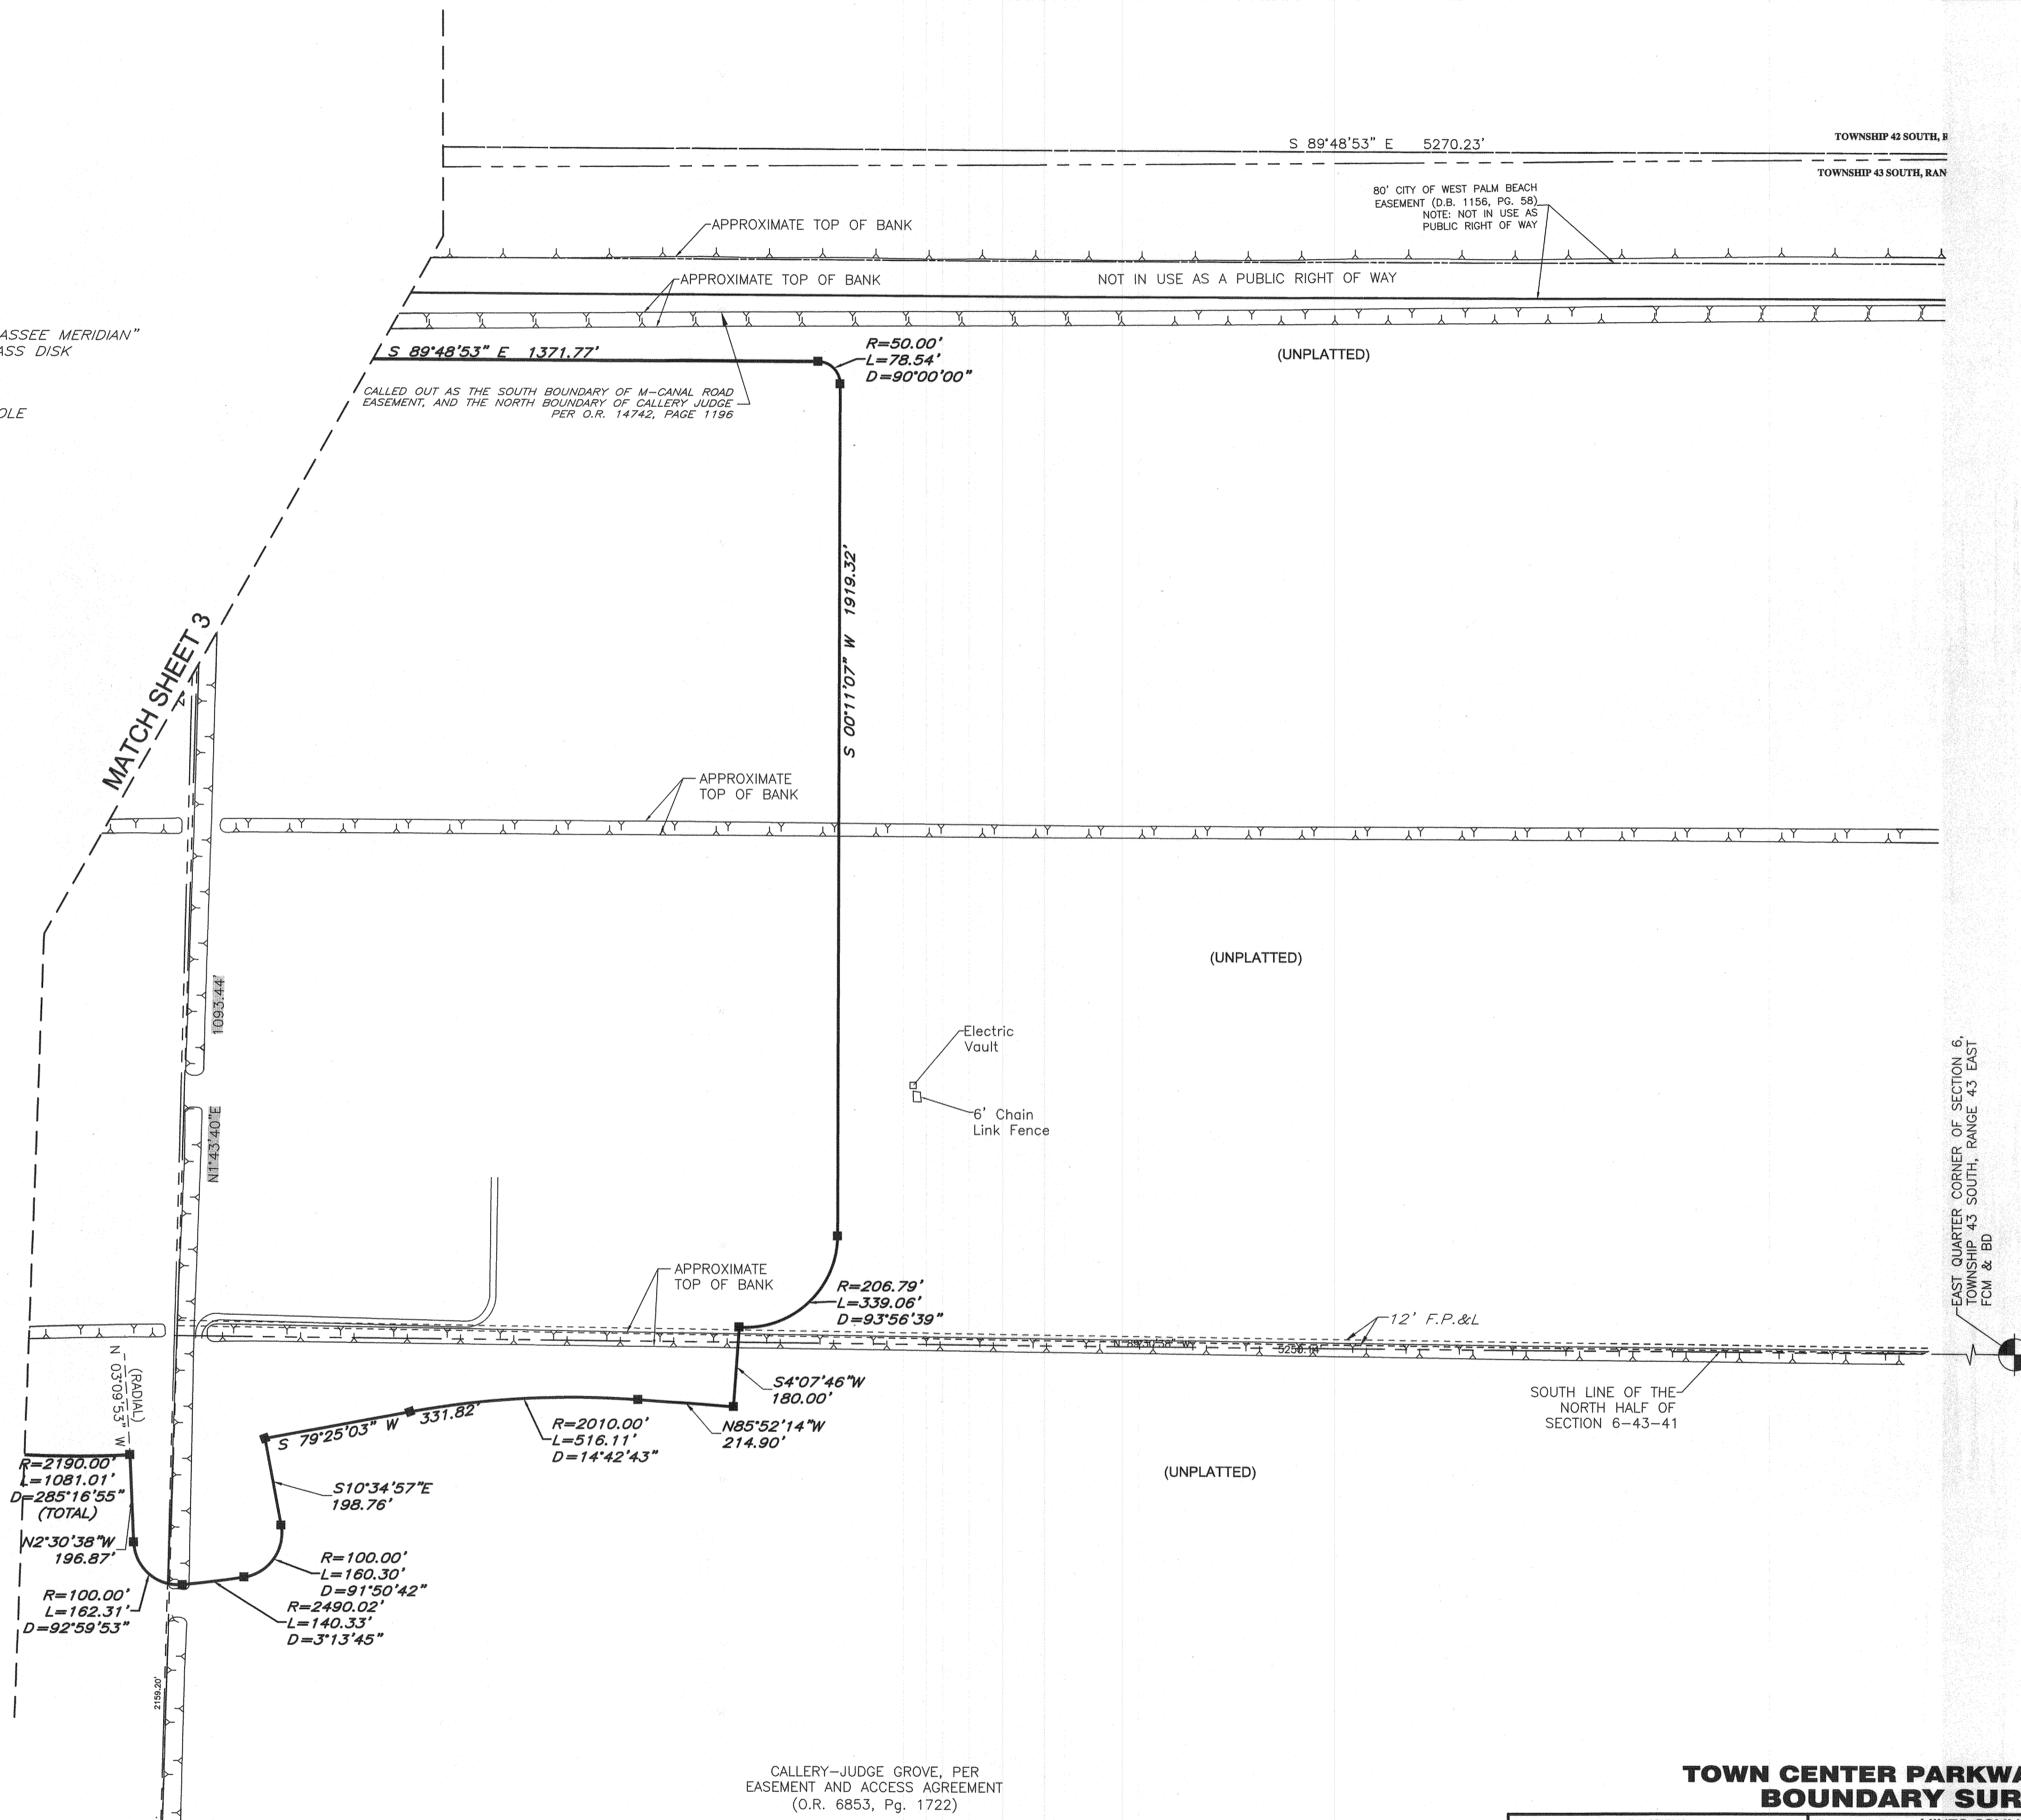 S 89°48'53" E 5270.23'
TOWNSHIP 42 SOUTH,
TOWNSHIP 43 SOUTH, RAN
80' CITY OF WEST PALM BEACH
EASEMENT (D.B. 1156, PG. 58)
NOTE: NOT IN USE AS
PUBLIC RIGHT OF WAY
APPROXIMATE TOP OF BANK
APPROXIMATE TOP OF BANK
NOT IN USE AS A PUBLIC RIGHT OF WAY
ASSEE MERIDIAN"
ASS DISK
OLE
S 89°48'53" E 1371.77'
R=50.00'
L=78.54'
D=90°00'00"
(UNPLATTED)
CALLED OUT AS THE SOUTH BOUNDARY OF M-CANAL ROAD
EASEMENT, AND THE NORTH BOUNDARY OF CALLERY JUDGE
PER O.R. 14742, PAGE 1196
S 00°11'07" W 1919.32'
MATCH SHEET 3
APPROXIMATE
TOP OF BANK
(UNPLATTED)
1093.44'
N1°43'40"E
Electric
Vault
6' Chain
Link Fence
EAST QUARTER CORNER OF SECTION 6,
TOWNSHIP 43 SOUTH, RANGE 43 EAST
FCM & BD
APPROXIMATE
TOP OF BANK
R=206.79'
L=339.06'
D=93°56'39"
12' F.P.&L
N 89°30'58" W
S4°07'46"W
180.00'
SOUTH LINE OF THE
NORTH HALF OF
SECTION 6-43-41
(RADIAL)
N 03°09'53" W
S 79°25'03" W 331.82'
R=2010.00'
L=516.11'
D=14°42'43"
N85°52'14"W
214.90'
(UNPLATTED)
R=2190.00'
L=1081.01'
D=285°16'55"
(TOTAL)
S10°34'57"E
198.76'
N2°30'38"W
196.87'
R=100.00'
L=160.30'
D=91°50'42"
R=100.00'
L=162.31'
D=92°59'53"
R=2490.02'
L=140.33'
D=3°13'45"
2159.20'
CALLERY-JUDGE GROVE, PER
EASEMENT AND ACCESS AGREEMENT
(O.R. 6853, Pg. 1722)
TOWN CENTER PARKWA
BOUNDARY SUR